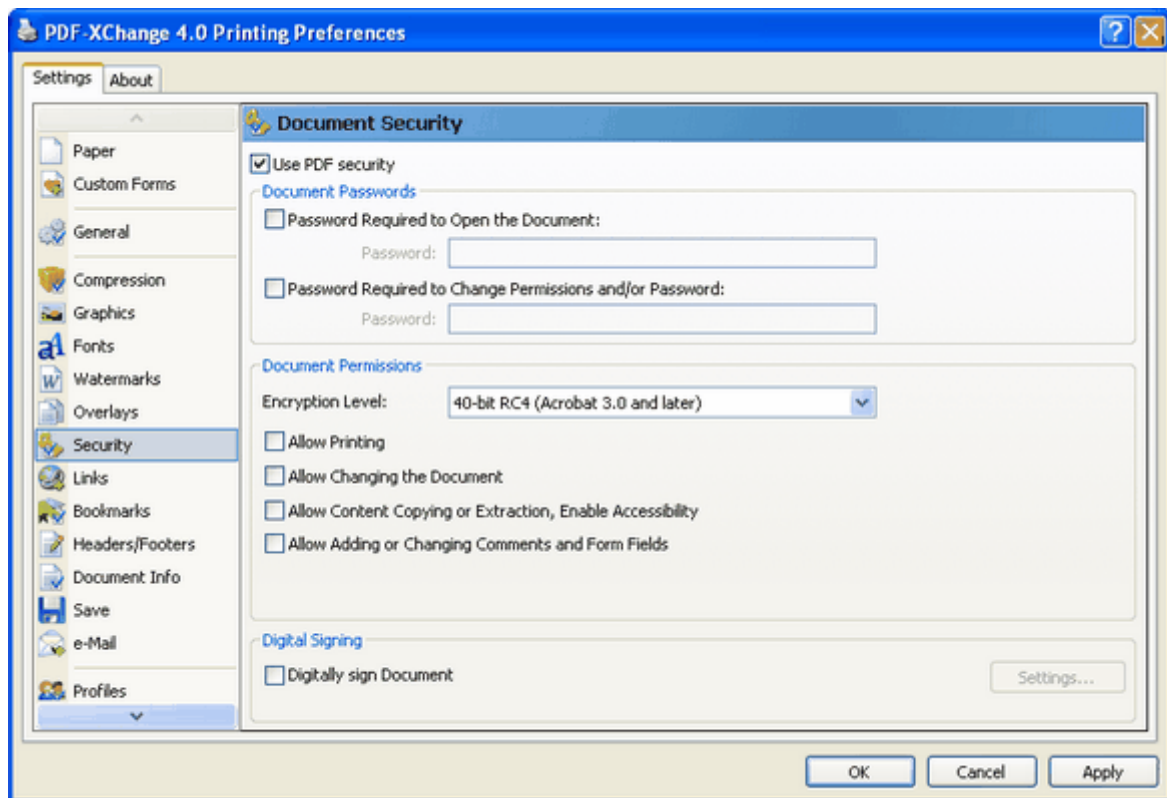 PDF-XChange 4.0 Printing Preferences
Settings
About
Paper
Custom Forms
General
Compression
Graphics
Fonts
Watermarks
Overlays
Security
Links
Bookmarks
Headers/Footers
Document Info
Save
e-Mail
Profiles
Document Security
Use PDF security
Document Passwords
Password Required to Open the Document:
Password:
Password Required to Change Permissions and/or Password:
Password:
Document Permissions
Encryption Level: 40-bit RC4 (Acrobat 3.0 and later)
Allow Printing
Allow Changing the Document
Allow Content Copying or Extraction, Enable Accessibility
Allow Adding or Changing Comments and Form Fields
Digital Signing
Digitally sign Document
Settings...
OK
Cancel
Apply